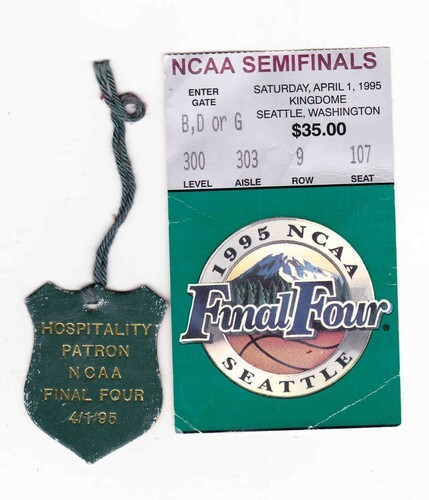 NCAA SEMIFINALS
ENTER
GATE
B,D or G
SATURDAY, APRIL 1, 1995
KINGDOME
SEATTLE, WASHINGTON
$35.00
300 303 9 107
LEVEL AISLE ROW SEAT
1995 NCAA
Final Four®
SEATTLE
HOSPITALITY
PATRON
NCAA
FINAL FOUR
4/1/95